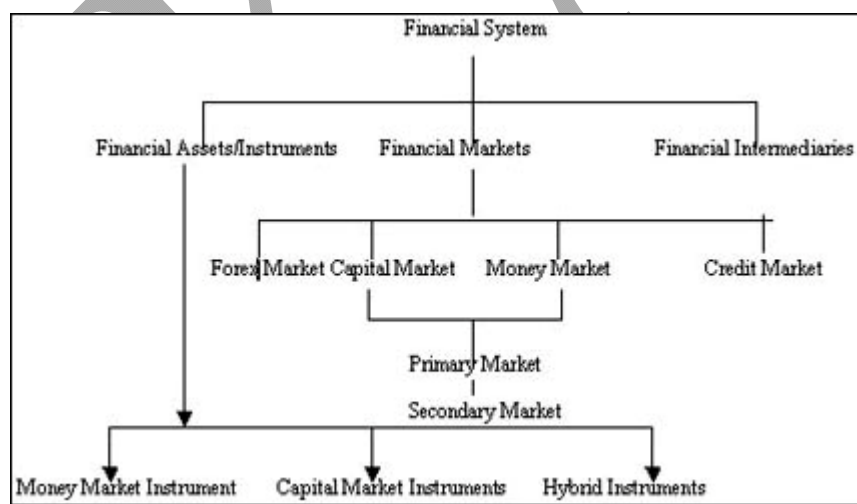 Financial System
Financial Assets/Instruments Financial Markets Financial Intermediaries
Forex Market Capital Market Money Market Credit Market
Primary Market
Secondary Market
Money Market Instrument Capital Market Instruments Hybrid Instruments